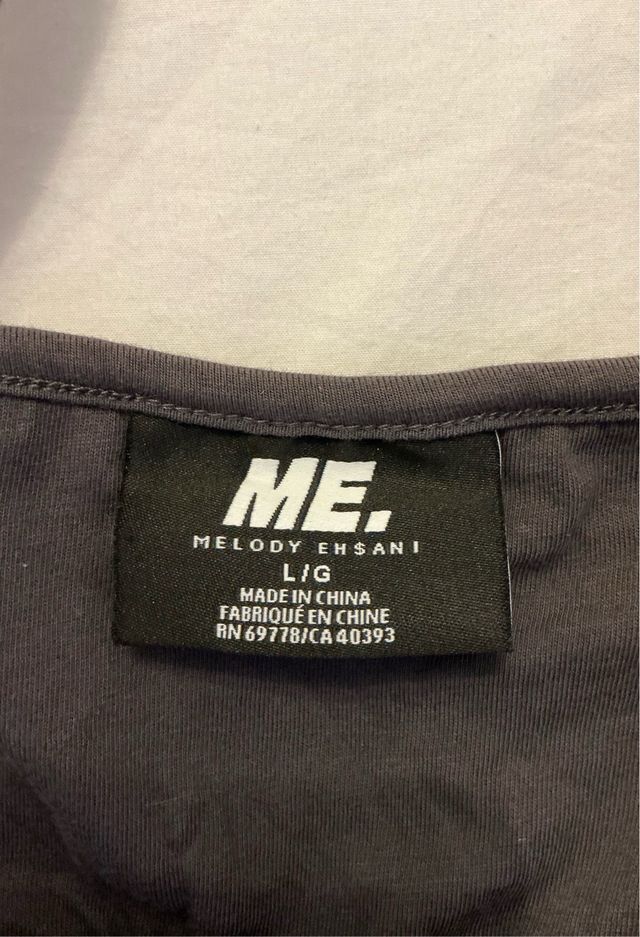 ME.
MELODY EH$ANI
L/G
MADE IN CHINA
FABRIQUÉ EN CHINE
RN 69778/CA 40393